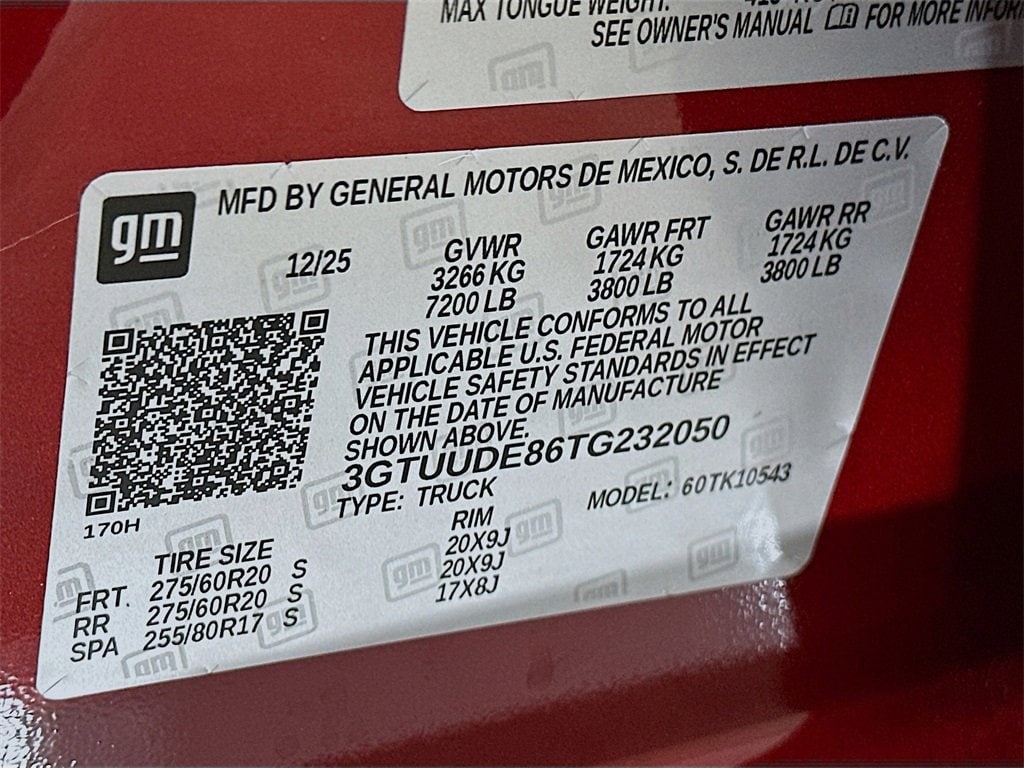 MAX TONGUE WEIGHT:
SEE OWNER'S MANUAL FOR MORE
gm
MFD BY GENERAL MOTORS DE MEXICO, S. DE R.L. DE C.V.
12/25
GVWR GAWR FRT GAWR RR
3266 KG 1724 KG 1724 KG
7200 LB 3800 LB 3800 LB
THIS VEHICLE CONFORMS TO ALL
APPLICABLE U.S. FEDERAL MOTOR
VEHICLE SAFETY STANDARDS IN EFFECT
ON THE DATE OF MANUFACTURE
SHOWN ABOVE.
3GTUUDE86TG232050
TYPE: TRUCK MODEL: 60TK10543
170H
TIRE SIZE RIM
FRT. 275/60R20 S 20X9J
RR 275/60R20 S 20X9J
SPA 255/80R17 S 17X8J